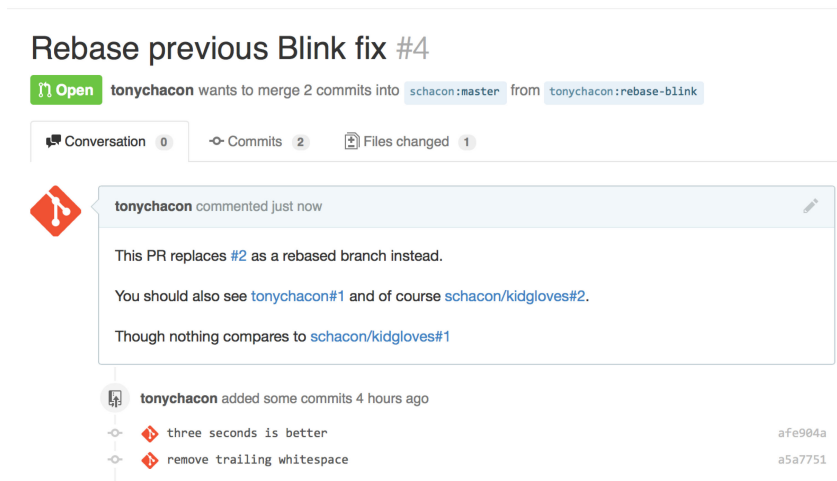 Rebase previous Blink fix #4
Open tonychacon wants to merge 2 commits into schacon:master from tonychacon:rebase-blink
Conversation 0 Commits 2 Files changed 1
tonychacon commented just now
This PR replaces #2 as a rebased branch instead.
You should also see tonychacon#1 and of course schacon/kidgloves#2.
Though nothing compares to schacon/kidgloves#1
tonychacon added some commits 4 hours ago
three seconds is better afe904a
remove trailing whitespace a5a7751